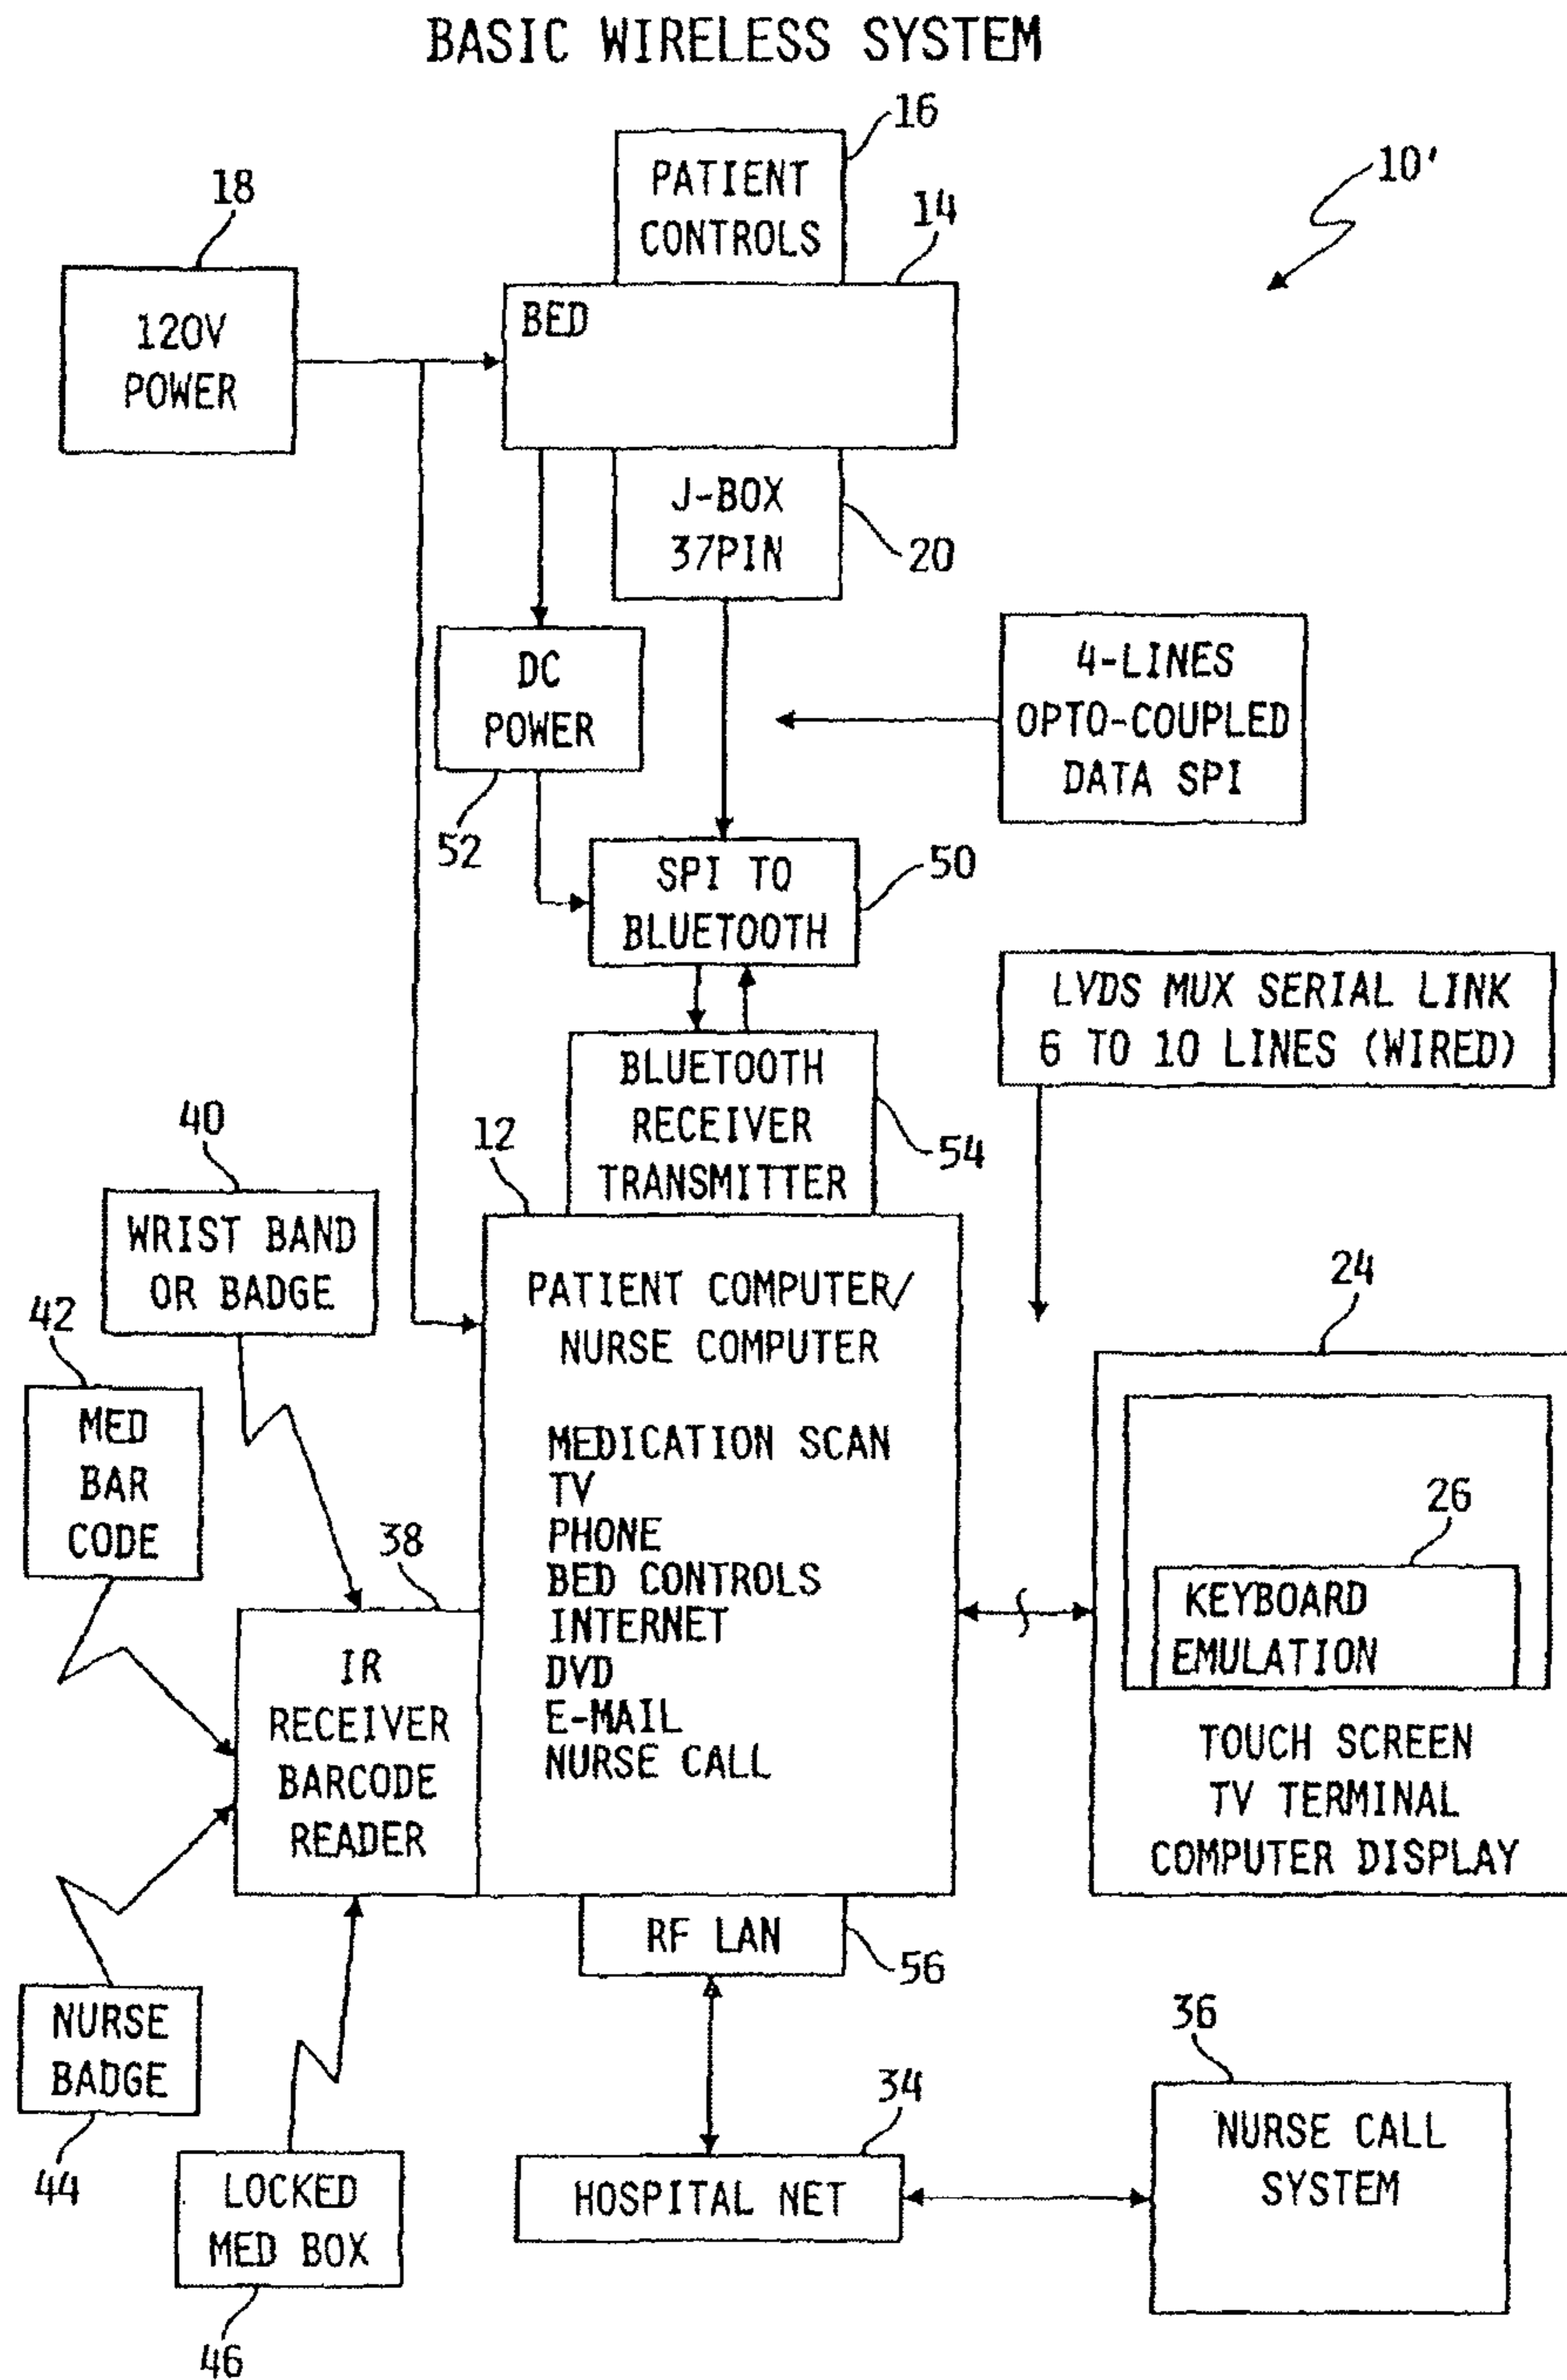 BASIC WIRELESS SYSTEM
16
10'
18
PATIENT
CONTROLS
14
120V
POWER
BED
J-BOX
37PIN
20
DC
POWER
52
4-LINES
OPTO-COUPLED
DATA SPI
SPI TO
BLUETOOTH
50
LVDS MUX SERIAL LINK
6 TO 10 LINES (WIRED)
BLUETOOTH
RECEIVER
TRANSMITTER
54
12
40
WRIST BAND
OR BADGE
42
MED
BAR
CODE
PATIENT COMPUTER/
NURSE COMPUTER
MEDICATION SCAN
TV
PHONE
BED CONTROLS
INTERNET
DVD
E-MAIL
NURSE CALL
24
26
KEYBOARD
EMULATION
TOUCH SCREEN
TV TERMINAL
COMPUTER DISPLAY
38
IR
RECEIVER
BARCODE
READER
RF LAN
56
NURSE
BADGE
44
LOCKED
MED BOX
46
34
HOSPITAL NET
36
NURSE CALL
SYSTEM